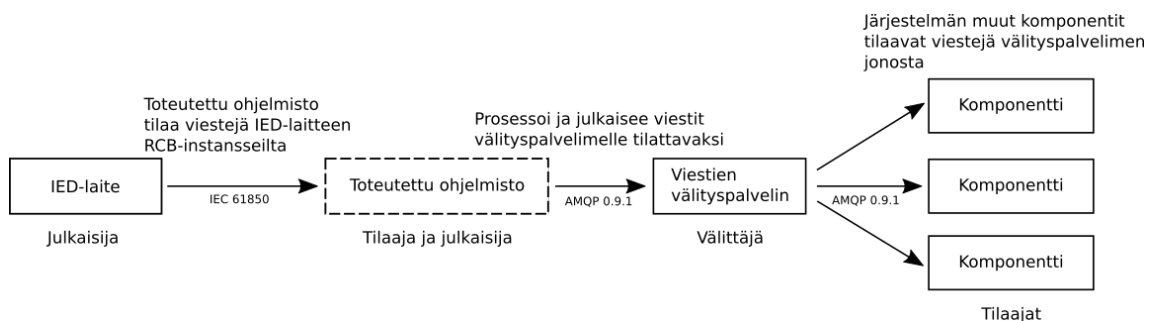 Järjestelmän muut komponentit
tilaavat viestejä välityspalvelimen
jonosta
Toteutettu ohjelmisto
tilaa viestejä IED-laitteen
RCB-instansseilta
Prosessoi ja julkaisee viestit
välityspalvelimelle tilattavaksi
IED-laite
IEC 61850
Toteutettu ohjelmisto
AMQP 0.9.1
Viestien
välityspalvelin
AMQP 0.9.1
Komponentti
Komponentti
Komponentti
Julkaisija
Tilaaja ja julkaisija
Välittäjä
Tilaajat